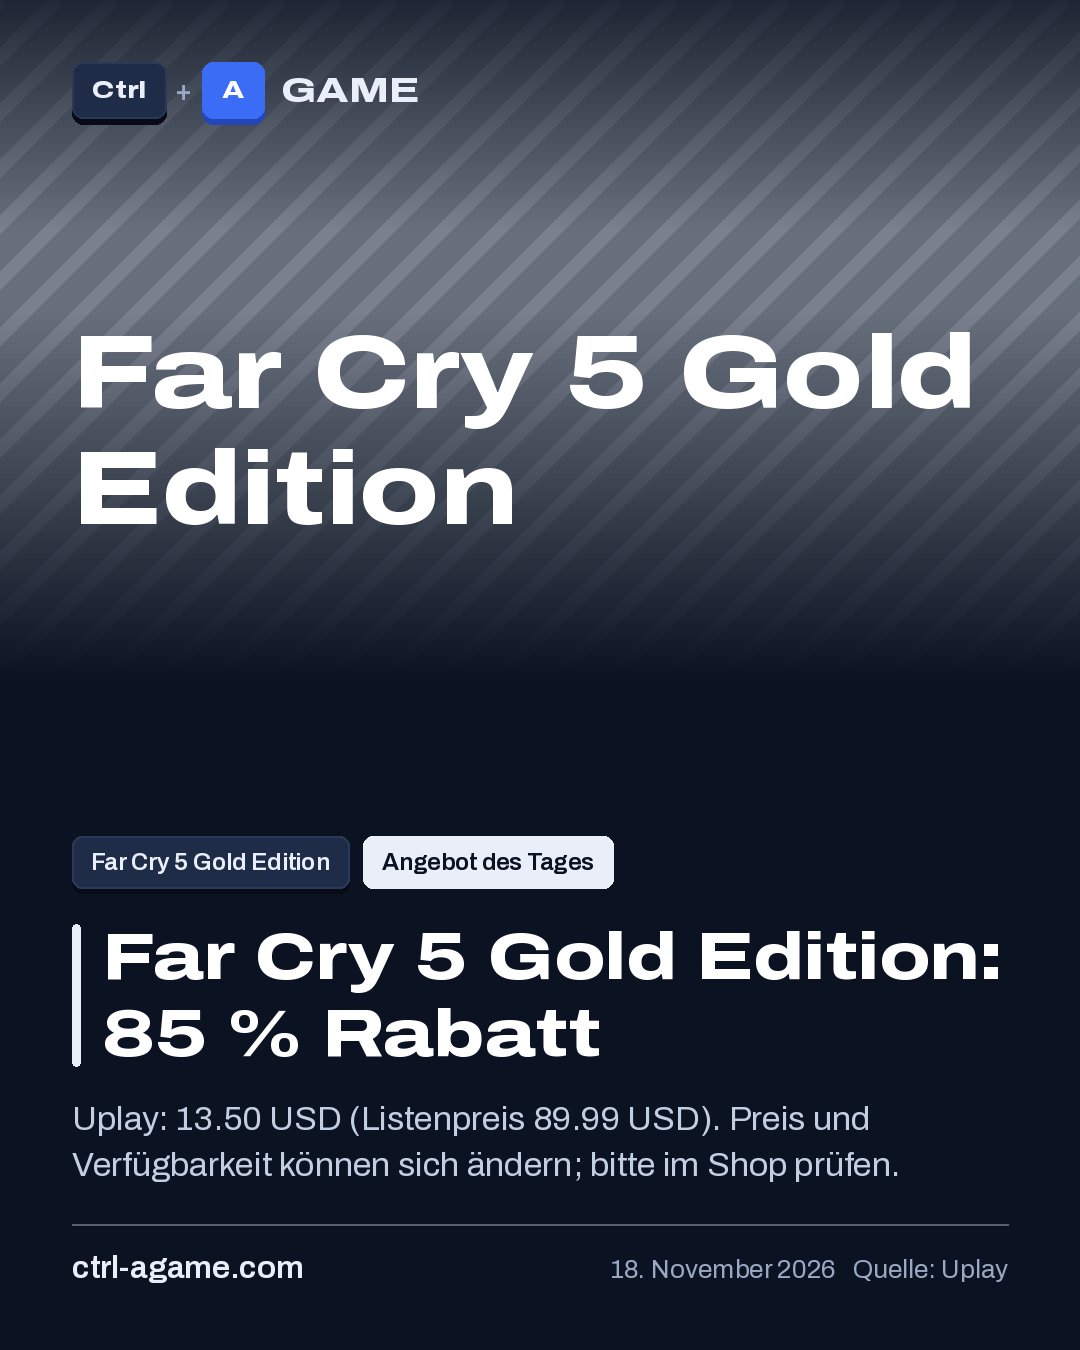 Ctrl + A GAME
Far Cry 5 Gold
Edition
Far Cry 5 Gold Edition Angebot des Tages
Far Cry 5 Gold Edition:
85 % Rabatt
Uplay: 13.50 USD (Listenpreis 89.99 USD). Preis und
Verfügbarkeit können sich ändern; bitte im Shop prüfen.
ctrl-agame.com 18. November 2026 Quelle: Uplay